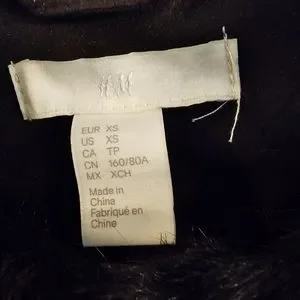 H&M
EUR XS
US XS
CA TP
CN 160/80A
MX XCH
Made in
China
Fabriqué en
Chine